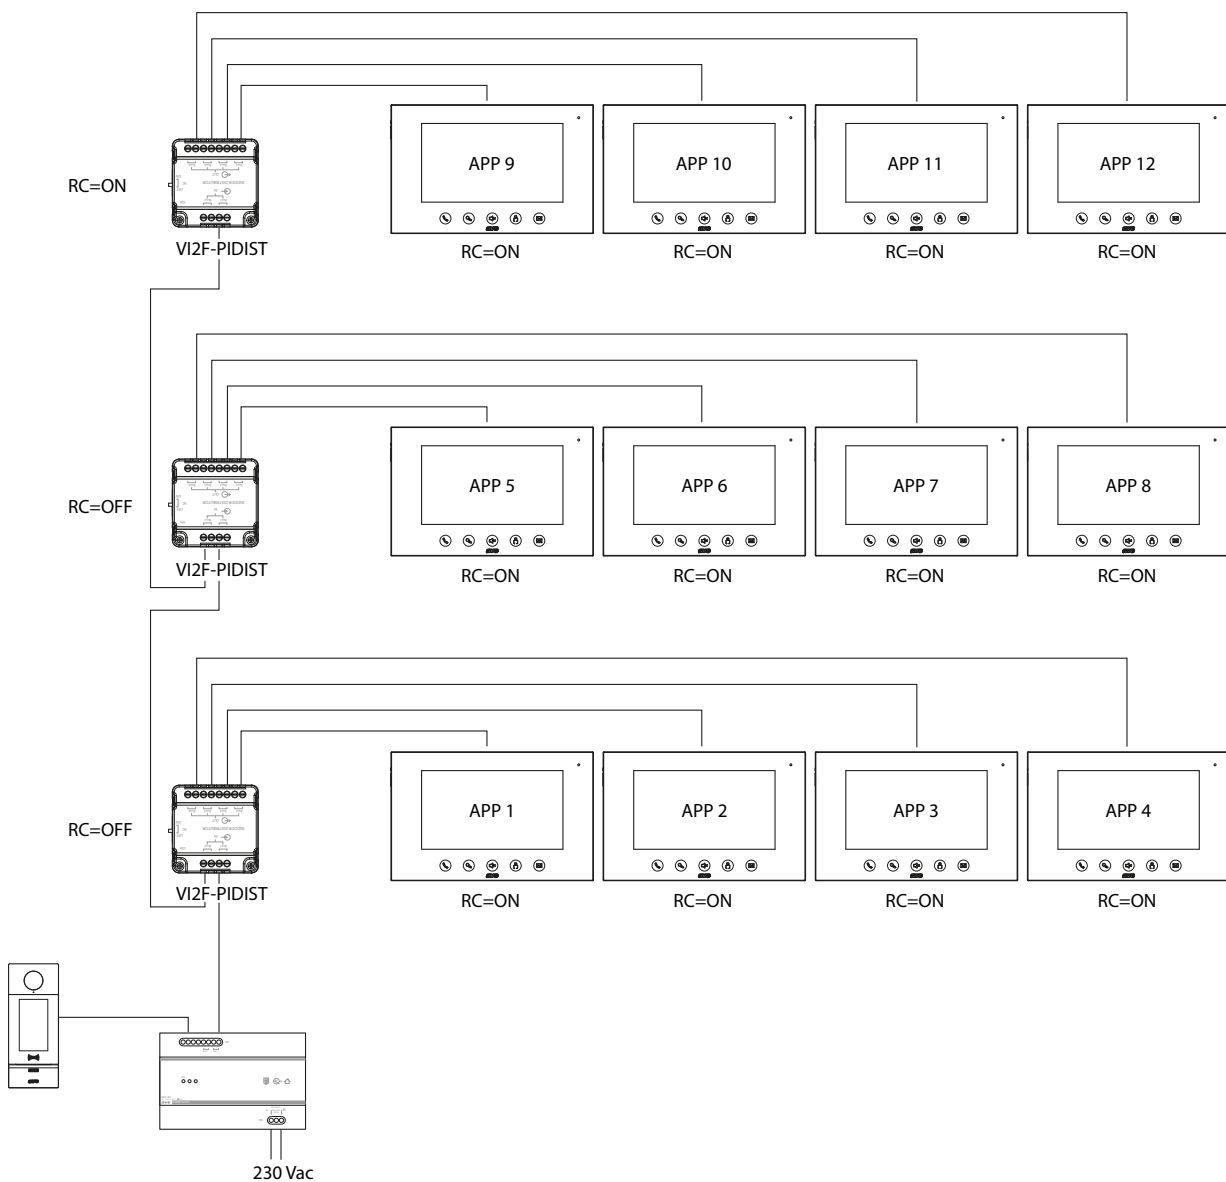 APP 9
APP 10
APP 11
APP 12
RC=ON
VI2F-PIDIST
RC=ON
RC=ON
RC=ON
RC=ON
APP 5
APP 6
APP 7
APP 8
RC=OFF
VI2F-PIDIST
RC=ON
RC=ON
RC=ON
RC=ON
APP 1
APP 2
APP 3
APP 4
RC=OFF
VI2F-PIDIST
RC=ON
RC=ON
RC=ON
RC=ON
230 Vac